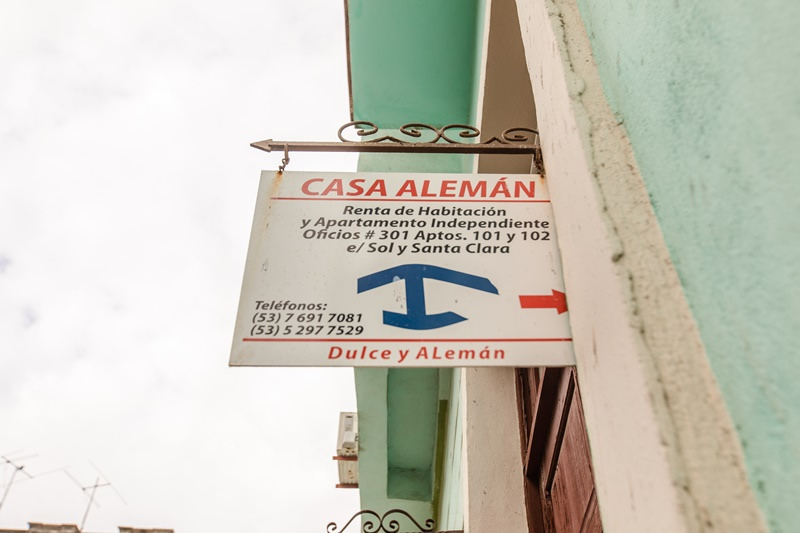 CASA ALEMÁN
Renta de Habitación
y Apartamento Independiente
Oficios # 301 Aptos. 101 y 102
e/ Sol y Santa Clara
Teléfonos:
(53) 7 691 7081
(53) 5 297 7529
Dulce y ALemán